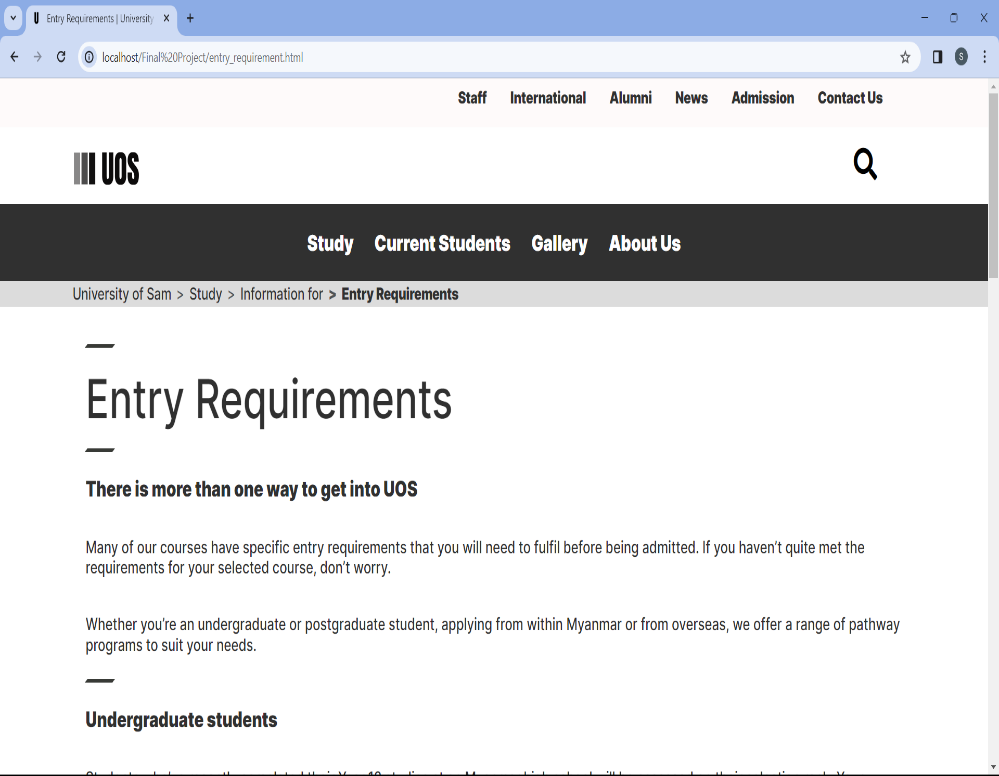 Entry Requirements | University
localhost/Final%20Project/entry_requirement.html
S
Staff International Alumni News Admission Contact Us
UOS
Study Current Students Gallery About Us
University of Sam > Study > Information for > Entry Requirements
Entry Requirements
There is more than one way to get into UOS
Many of our courses have specific entry requirements that you will need to fulfil before being admitted. If you haven’t quite met the
requirements for your selected course, don’t worry.
Whether you’re an undergraduate or postgraduate student, applying from within Myanmar or from overseas, we offer a range of pathway
programs to suit your needs.
Undergraduate students